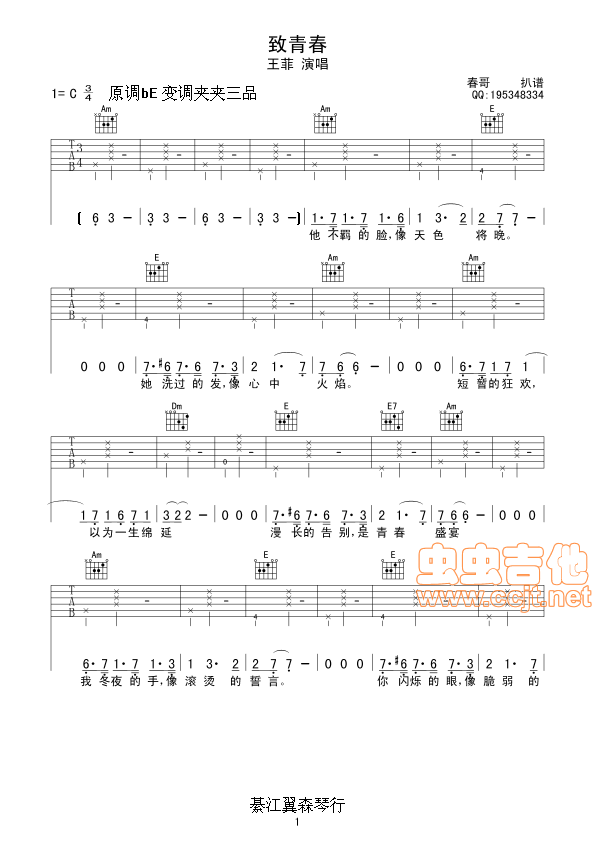 致青春
王菲 演唱
春哥 扒谱
1= C 3/4 原调bE 变调夹夹三品
QQ:195348334
Am Am E
T A B 3 4
4
( 6 3 - | 3 3 - | 6 3 - | 3 3 - ) | 1·7 1·7 1·6 | 1 3·2 | 2 7 7 - |
他 不羁 的 脸,像 天 色 将 晚。
E Am Am
T A B
4
0 0 0 | 7·#6 7·6 7·3 | 2 1·7 | 7 6 6 - | 0 0 0 | 6·7 1 7 1 |
她 洗过 的 发,像 心 中 火 焰。 短 暂的狂 欢,
Dm E E7 Am
T A B
0
1 7 1 6 7 1 | 3 2 2 - | 0 0 0 | 7·#6 7·6 7·3 | 2 1·7 | 7 6 6 - | 0 0 0 |
以为一生绵 延 漫 长的 告 别,是 青 春 盛宴
Am E E
T A B
4
6·7 1·7 1·3 | 1 3·2 | 2 7 7 - | 0 0 0 | 7·#6 7·6 7·3 | 2 1·7 |
我 冬夜 的 手,像 滚 烫 的 誓 言。 你 闪烁 的 眼,像 脆 弱 的
虫虫吉他
www.ccjt.net
綦江翼森琴行
1